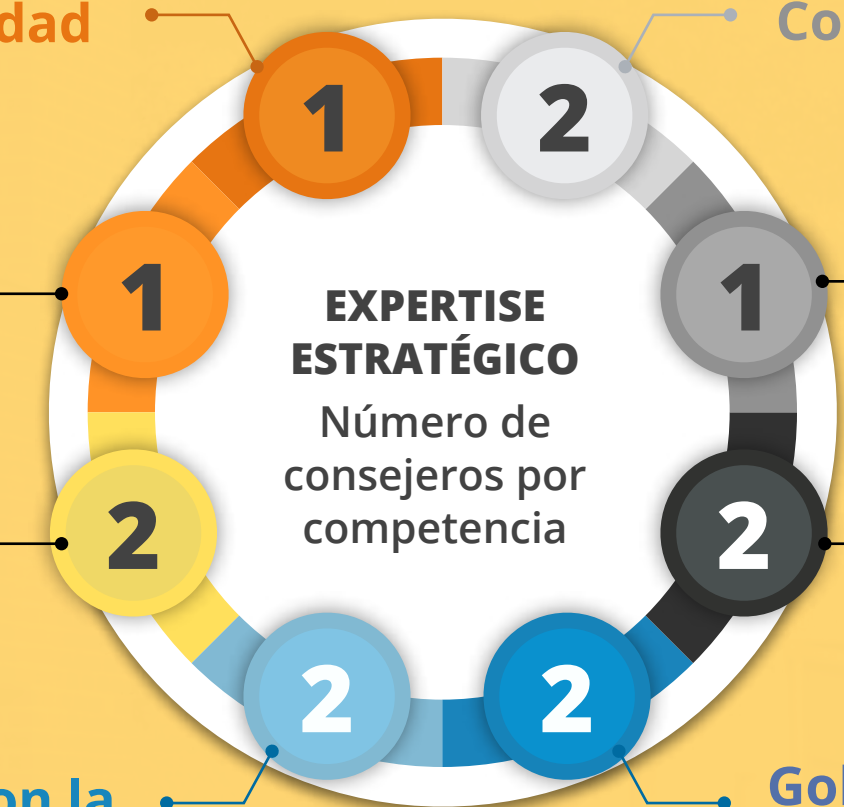 dad
Co
1
2
1
1
EXPERTISE
ESTRATÉGICO
Número de
consejeros por
competencia
2
2
2
2
on la
Gol